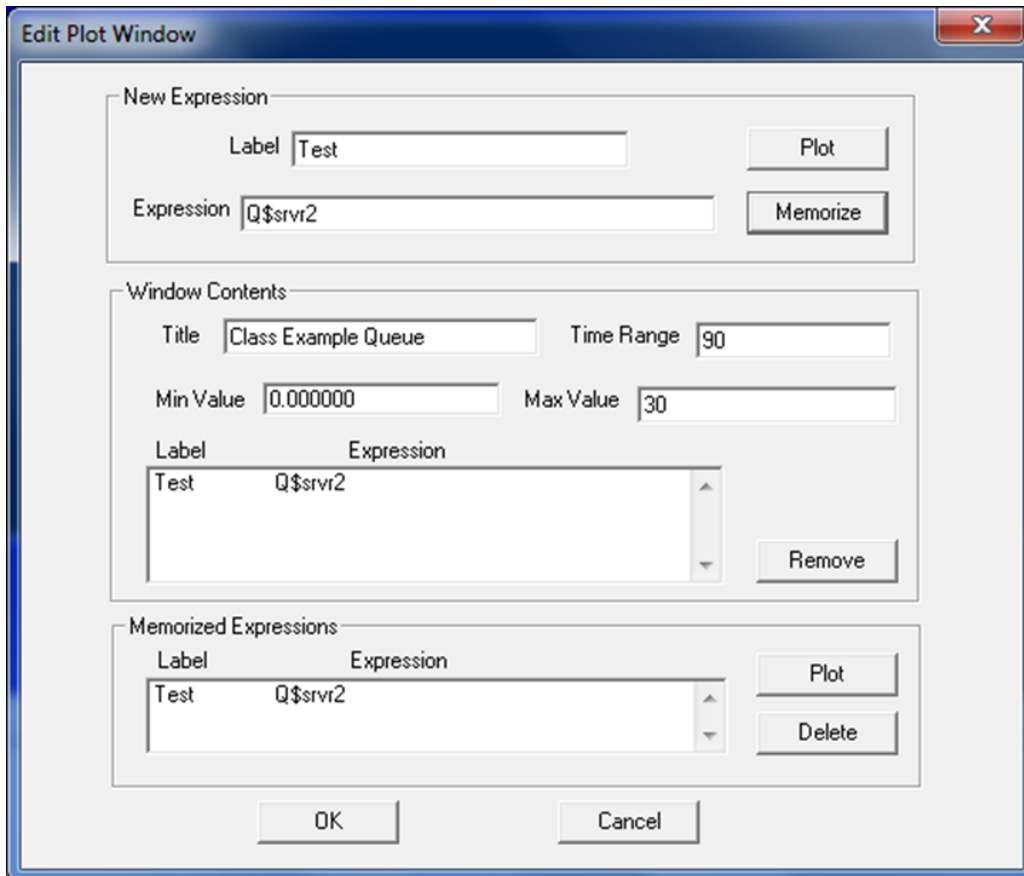 Edit Plot Window
New Expression
Label Test Plot
Expression Q$srvr2 Memorize
Window Contents
Title Class Example Queue Time Range 90
Min Value 0.000000 Max Value 30
Label Expression
Test Q$srvr2
Remove
Memorized Expressions
Label Expression
Test Q$srvr2
Plot
Delete
OK Cancel